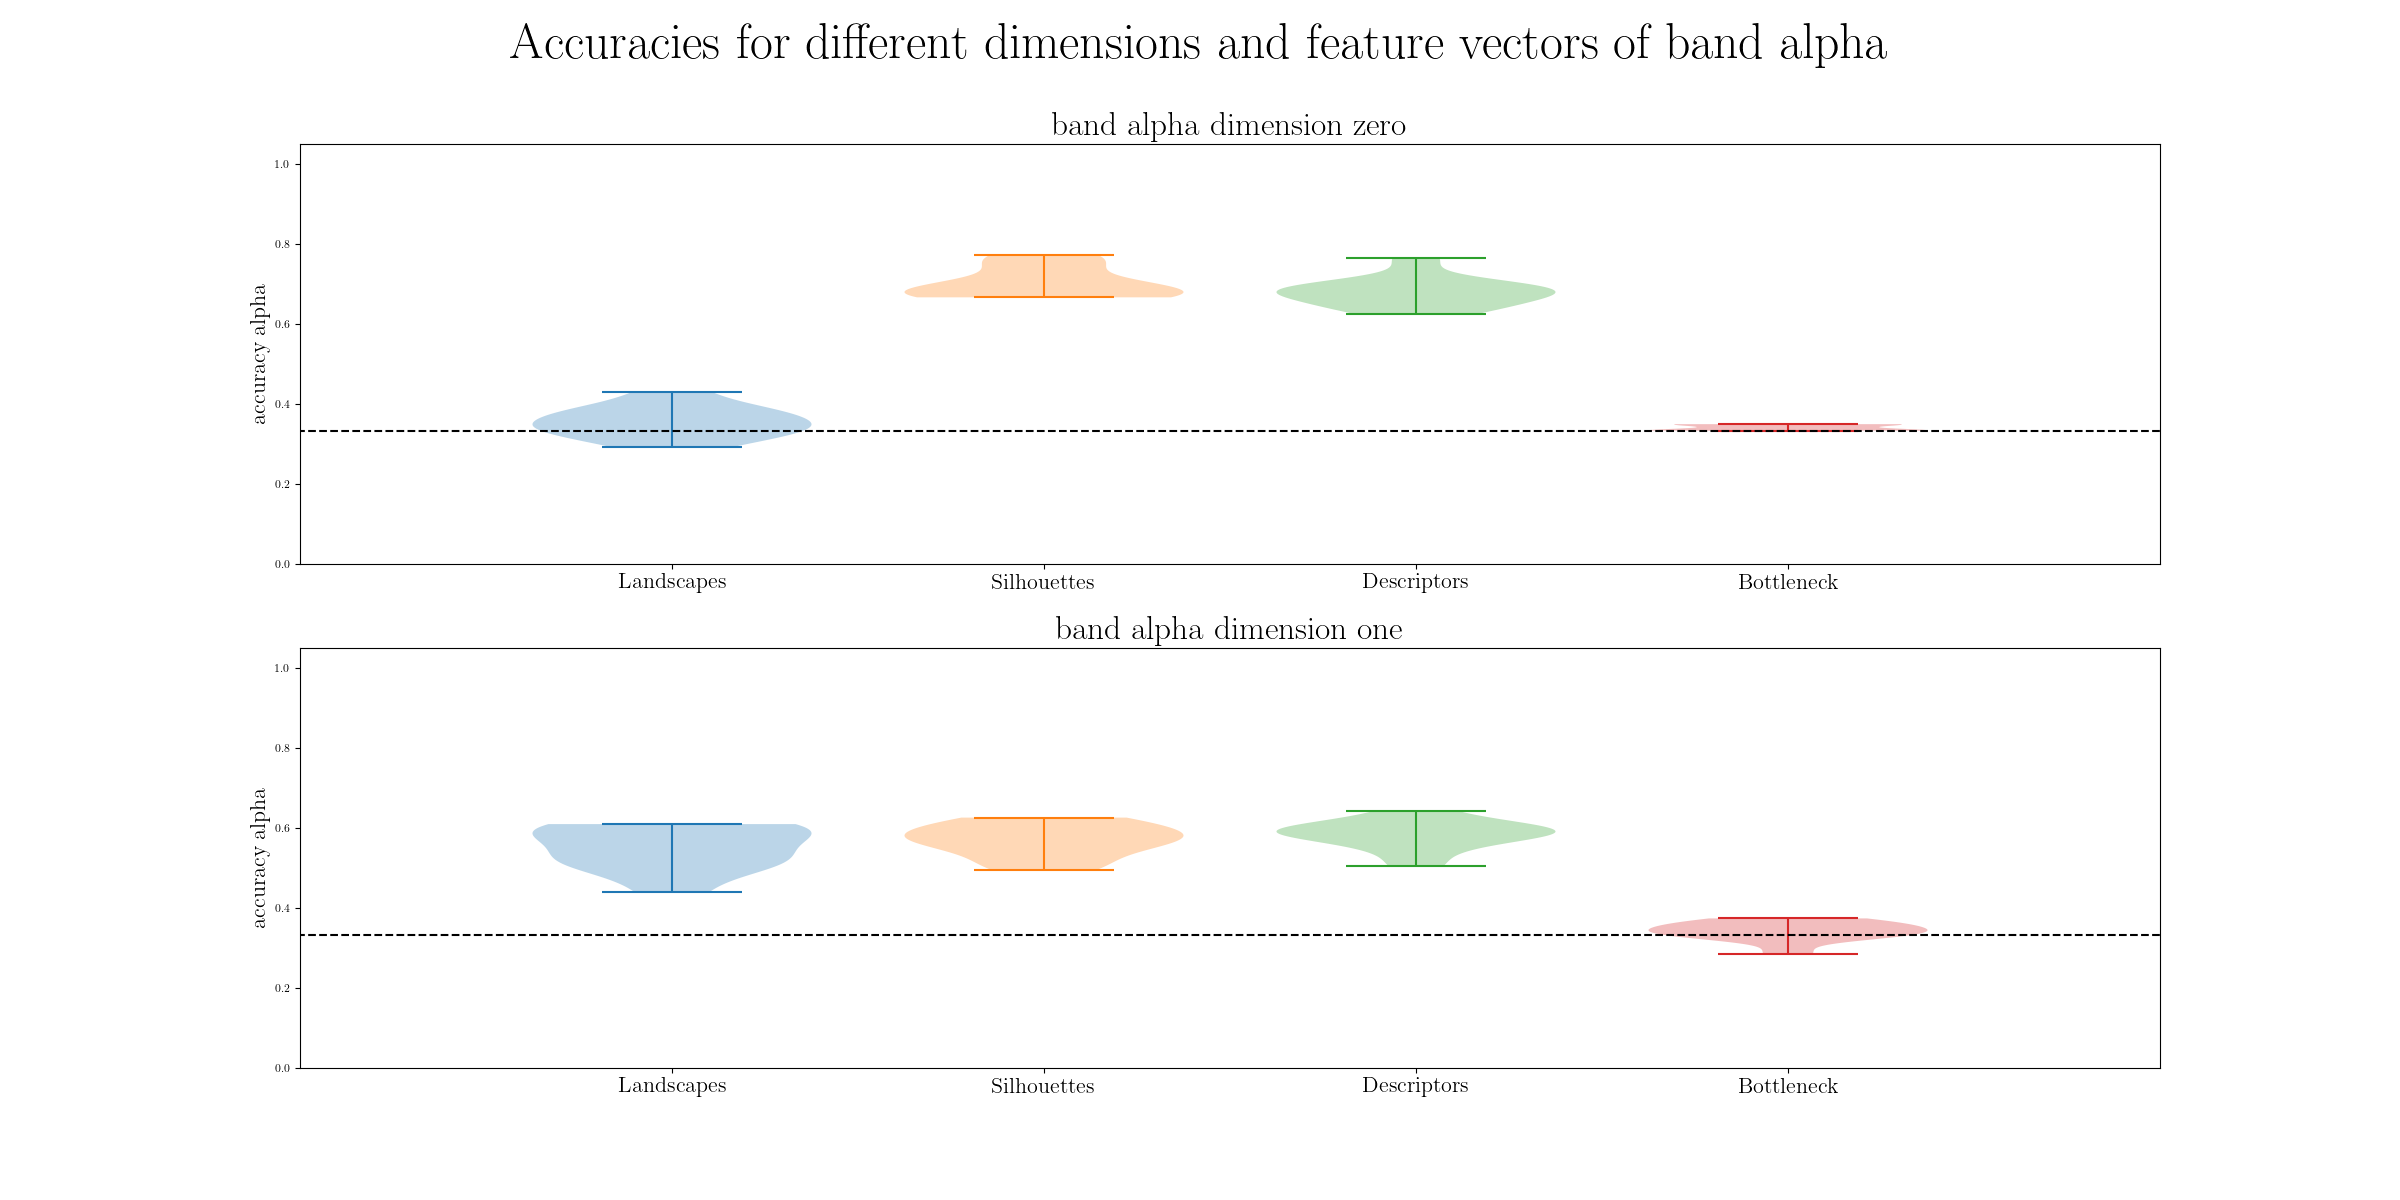 Accuracies for different dimensions and feature vectors of band alpha
band alpha dimension zero
1.0
0.8
0.6
0.4
0.2
0.0
accuracy alpha
Landscapes Silhouettes Descriptors Bottleneck
band alpha dimension one
1.0
0.8
0.6
0.4
0.2
0.0
accuracy alpha
Landscapes Silhouettes Descriptors Bottleneck